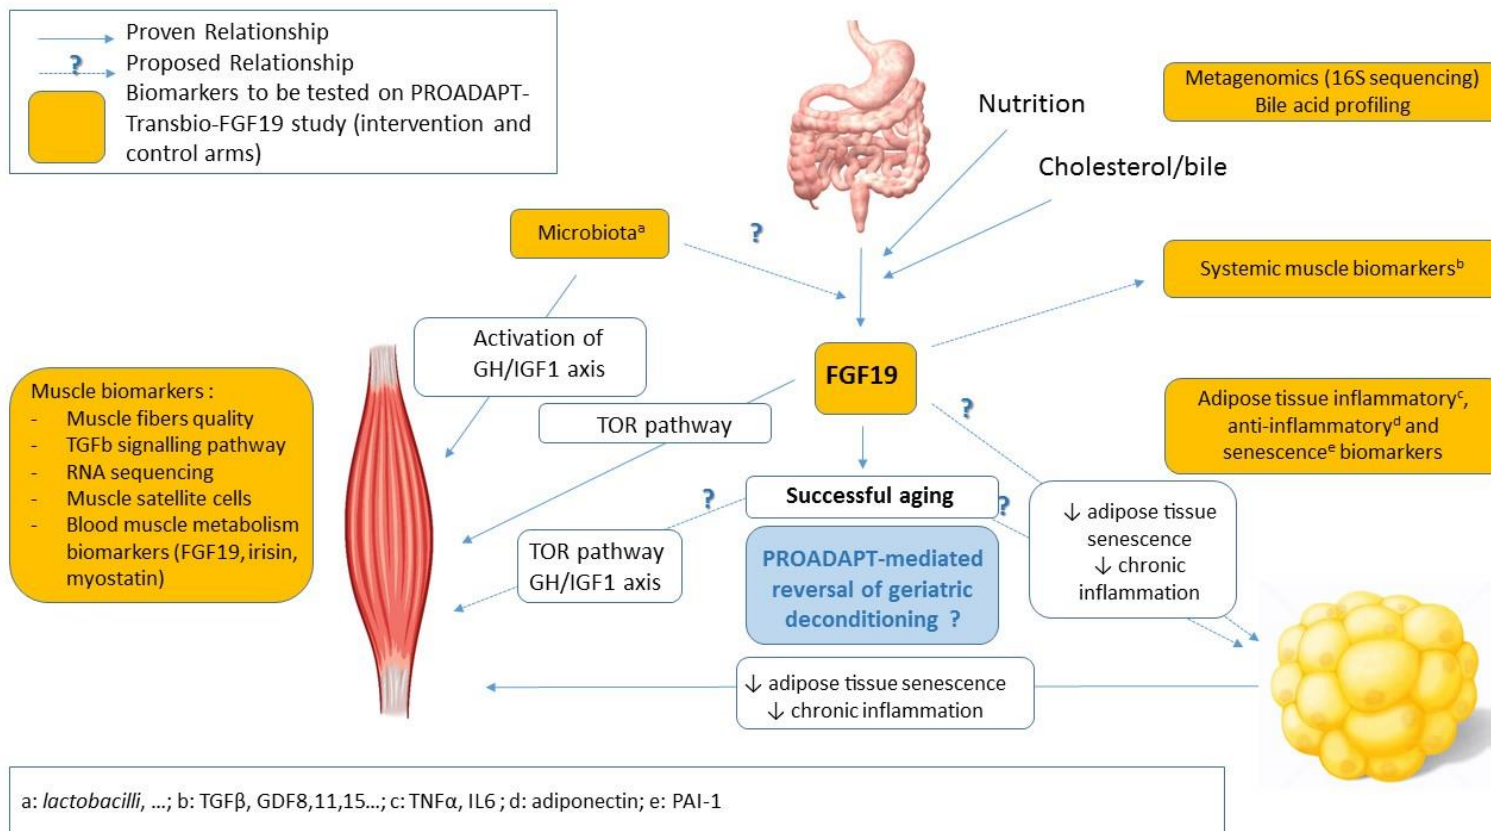 Proven Relationship
?
Proposed Relationship
Biomarkers to be tested on PROADAPT-
Transbio-FGF19 study (intervention and
control arms)
Nutrition
Cholesterol/bile
Metagenomics (16S sequencing)
Bile acid profiling
Microbiotaᵃ
?
Systemic muscle biomarkersᵇ
Activation of
GH/IGF1 axis
FGF19
TOR pathway
?
Adipose tissue inflammatoryᶜ,
anti-inflammatoryᵈ and
senescenceᵉ biomarkers
Muscle biomarkers :
- Muscle fibers quality
- TGFb signalling pathway
- RNA sequencing
- Muscle satellite cells
- Blood muscle metabolism
biomarkers (FGF19, irisin,
myostatin)
Successful aging
?
?
TOR pathway
GH/IGF1 axis
PROADAPT-mediated
reversal of geriatric
deconditioning ?
↓ adipose tissue
senescence
↓ chronic
inflammation
↓ adipose tissue senescence
↓ chronic inflammation
a: lactobacilli, ...; b: TGFβ, GDF8,11,15...; c: TNFα, IL6 ; d: adiponectin; e: PAI-1